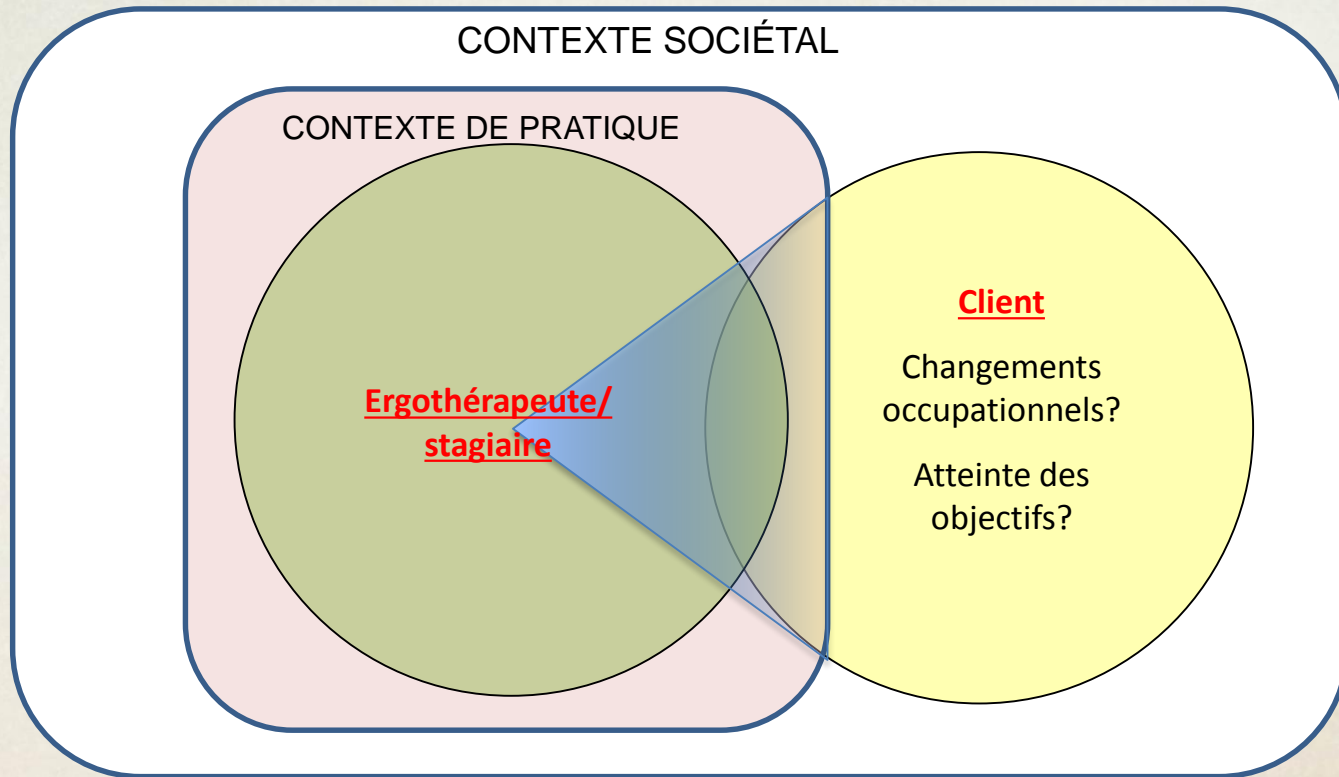 CONTEXTE SOCIÉTAL
CONTEXTE DE PRATIQUE
Ergothérapeute/
stagiaire
Client
Changements
occupationnels?
Atteinte des
objectifs?